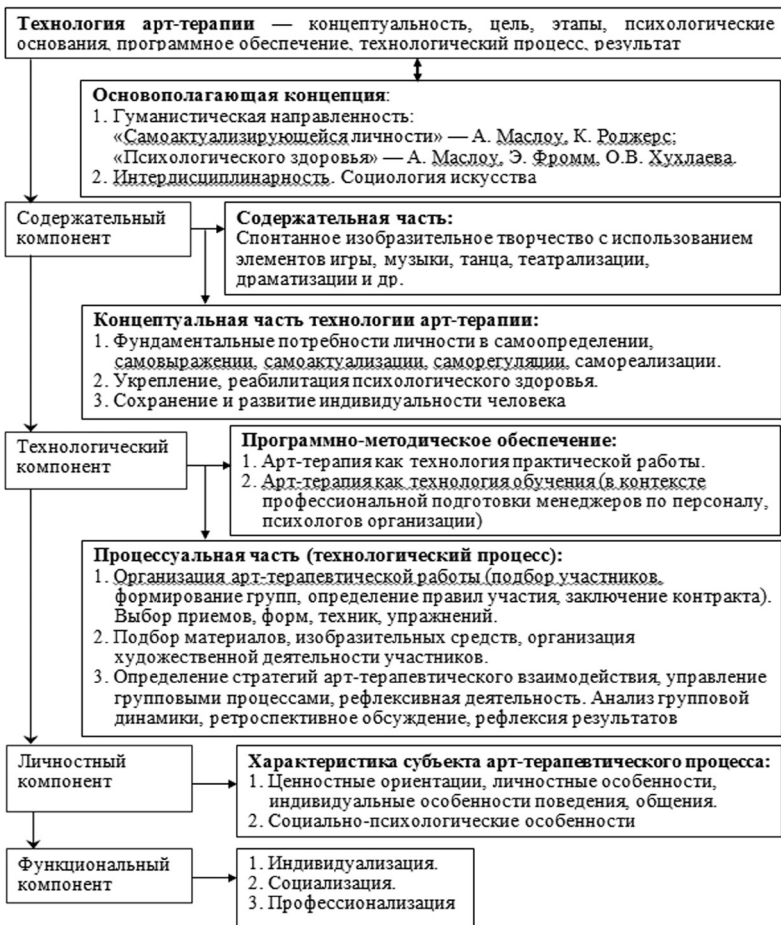 Технология арт-терапии — концептуальность, цель, этапы, психологические
основания, программное обеспечение, технологический процесс, результат
Основополагающая концепция:
1. Гуманистическая направленность:
«Самоактуализирующейся личности» — А. Маслоу, К. Роджерс;
«Психологического здоровья» — А. Маслоу, Э. Фромм, О.В. Хухлаева.
2. Интердисциплинарность. Социология искусства
Содержательный
компонент
Содержательная часть:
Спонтанное изобразительное творчество с использованием
элементов игры, музыки, танца, театрализации,
драматизации и др.
Концептуальная часть технологии арт-терапии:
1. Фундаментальные потребности личности в самоопределении,
самовыражении, самоактуализации, саморегуляции, самореализации.
2. Укрепление, реабилитация психологического здоровья.
3. Сохранение и развитие индивидуальности человека
Технологический
компонент
Программно-методическое обеспечение:
1. Арт-терапия как технология практической работы.
2. Арт-терапия как технология обучения (в контексте
профессиональной подготовки менеджеров по персоналу,
психологов организации)
Процессуальная часть (технологический процесс):
1. Организация арт-терапевтической работы (подбор участников,
формирование групп, определение правил участия, заключение контракта).
Выбор приемов, форм, техник, упражнений.
2. Подбор материалов, изобразительных средств, организация
художественной деятельности участников.
3. Определение стратегий арт-терапевтического взаимодействия, управление
групповыми процессами, рефлексивная деятельность. Анализ групповой
динамики, ретроспективное обсуждение, рефлексия результатов
Личностный
компонент
Характеристика субъекта арт-терапевтического процесса:
1. Ценностные ориентации, личностные особенности,
индивидуальные особенности поведения, общения.
2. Социально-психологические особенности
Функциональный
компонент
1. Индивидуализация.
2. Социализация.
3. Профессионализация